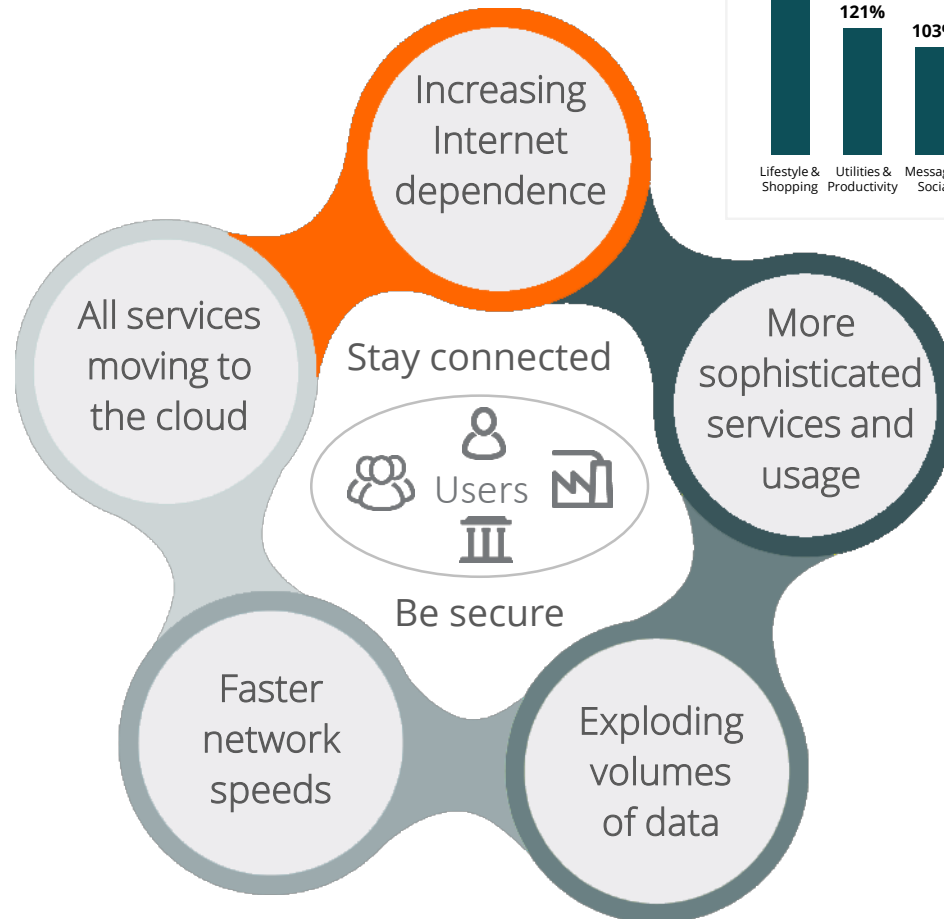 121%
103%
Lifestyle &
Shopping
Utilities &
Productivity
Increasing
Internet
dependence
All services
moving to
the cloud
Stay connected
Users
Be secure
More
sophisticated
services and
usage
Faster
network
speeds
Exploding
volumes
of data